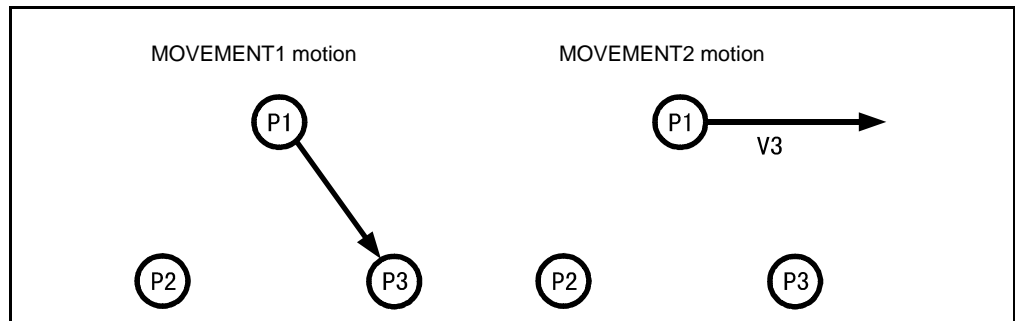 MOVEMENT1 motion
MOVEMENT2 motion
P1
P1
V3
P2
P3
P2
P3